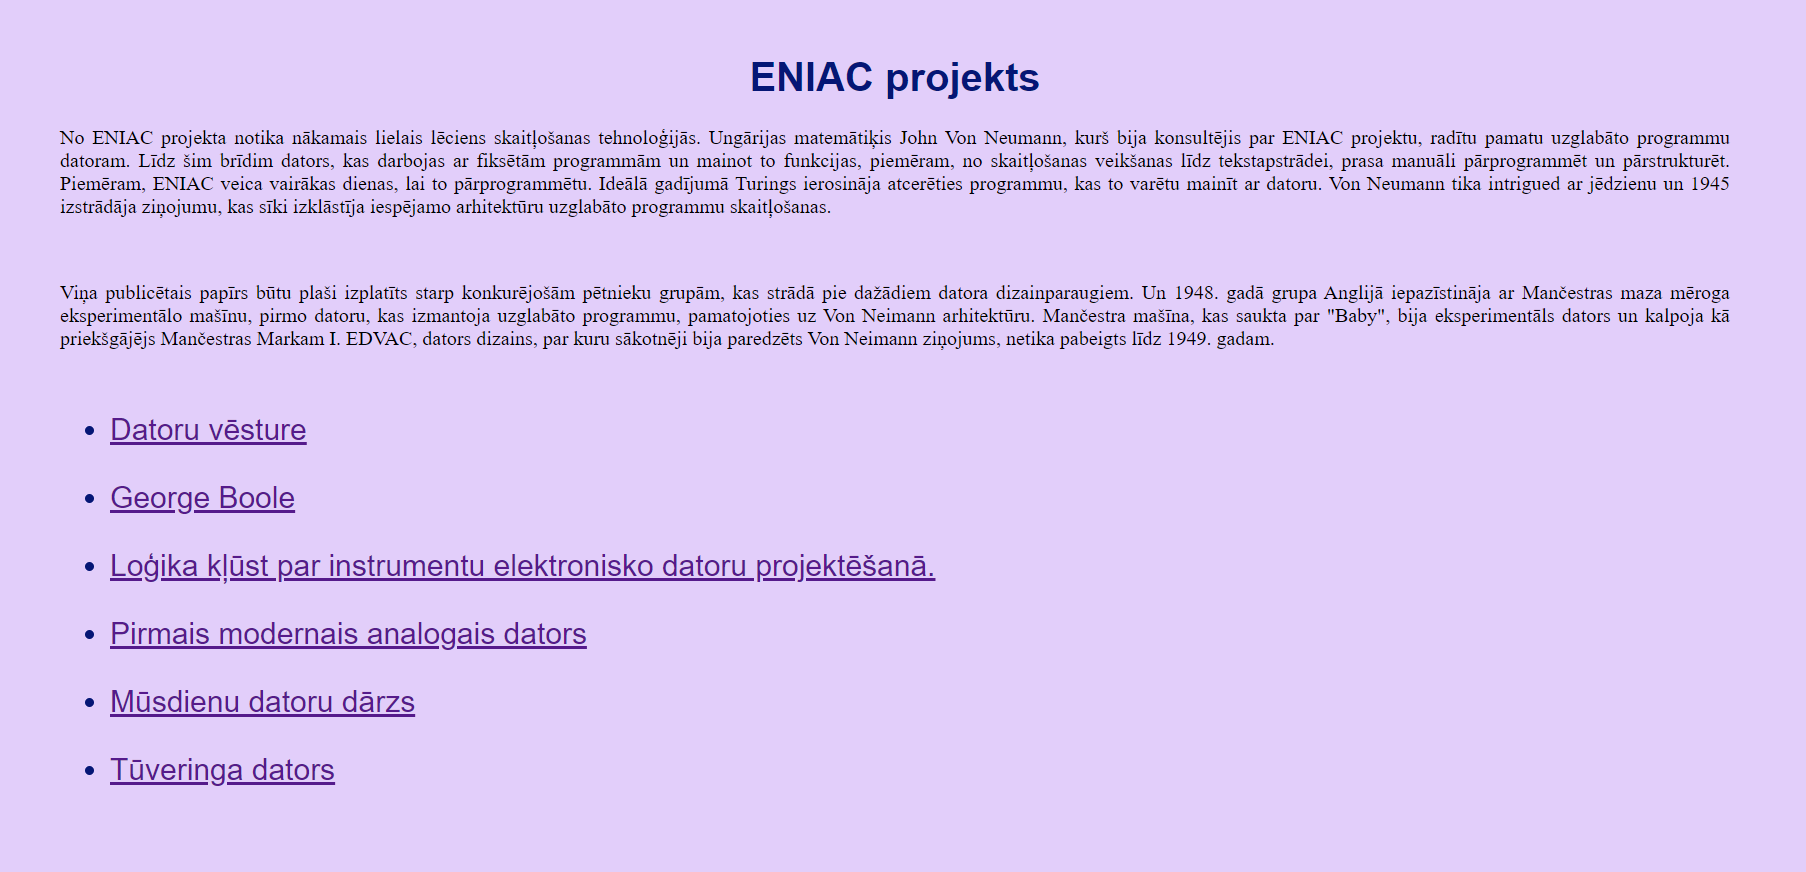 ENIAC projekts
No ENIAC projekta notika nākamais lielais lēciens skaitļošanas tehnoloģijās. Ungārijas matemātiķis John Von Neumann, kurš bija konsultējis par ENIAC projektu, radītu pamatu uzglabāto programmu
datoram. Līdz šim brīdim dators, kas darbojas ar fiksētām programmām un mainot to funkcijas, piemēram, no skaitļošanas veikšanas līdz tekstapstrādei, prasa manuāli pārprogrammēt un pārstrukturēt.
Piemēram, ENIAC veica vairākas dienas, lai to pārprogrammētu. Ideālā gadījumā Turings ierosināja atcerēties programmu, kas to varētu mainīt ar datoru. Von Neumann tika intrigued ar jēdzienu un 1945
izstrādāja ziņojumu, kas sīki izklāstīja iespējamo arhitektūru uzglabāto programmu skaitļošanas.
Viņa publicētais papīrs būtu plaši izplatīts starp konkurējošām pētnieku grupām, kas strādā pie dažādiem datora dizainparaugiem. Un 1948. gadā grupa Anglijā iepazīstināja ar Mančestras maza mēroga
eksperimentālo mašīnu, pirmo datoru, kas izmantoja uzglabāto programmu, pamatojoties uz Von Neimann arhitektūru. Mančestra mašīna, kas saukta par "Baby", bija eksperimentāls dators un kalpoja kā
priekšgājējs Mančestras Markam I. EDVAC, dators dizains, par kuru sākotnēji bija paredzēts Von Neimann ziņojums, netika pabeigts līdz 1949. gadam.
• Datoru vēsture
• George Boole
• Loģika kļūst par instrumentu elektronisko datoru projektēšanā.
• Pirmais modernais analogais dators
• Mūsdienu datoru dārzs
• Tūveringa dators